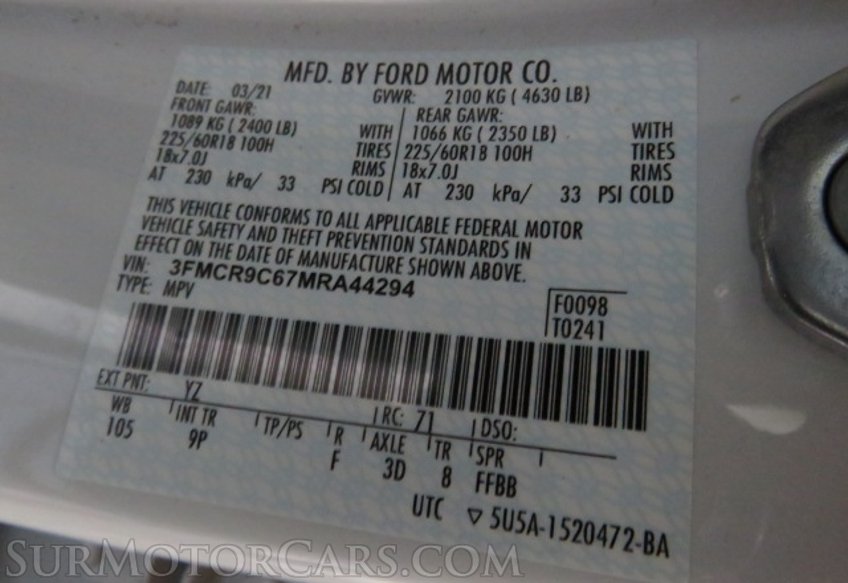 MFD. BY FORD MOTOR CO.
DATE: 03/21 GVWR: 2100 KG ( 4630 LB)
FRONT GAWR: REAR GAWR:
1089 KG ( 2400 LB) WITH 1066 KG ( 2350 LB) WITH
225/60R18 100H TIRES 225/60R18 100H TIRES
18x7.0J RIMS 18x7.0J RIMS
AT 230 kPa/ 33 PSI COLD AT 230 kPa/ 33 PSI COLD
THIS VEHICLE CONFORMS TO ALL APPLICABLE FEDERAL MOTOR
VEHICLE SAFETY AND THEFT PREVENTION STANDARDS IN
EFFECT ON THE DATE OF MANUFACTURE SHOWN ABOVE.
VIN: 3FMCR9C67MRA44294
TYPE: MPV F0098
T0241
EXT PNT: YZ RC: 71 DSO:
WB INT TR TP/PS R AXLE TR SPR
105 9P F 3D 8 FFBB
UTC ▽ 5U5A-1520472-BA
SURMOTORCARS.COM